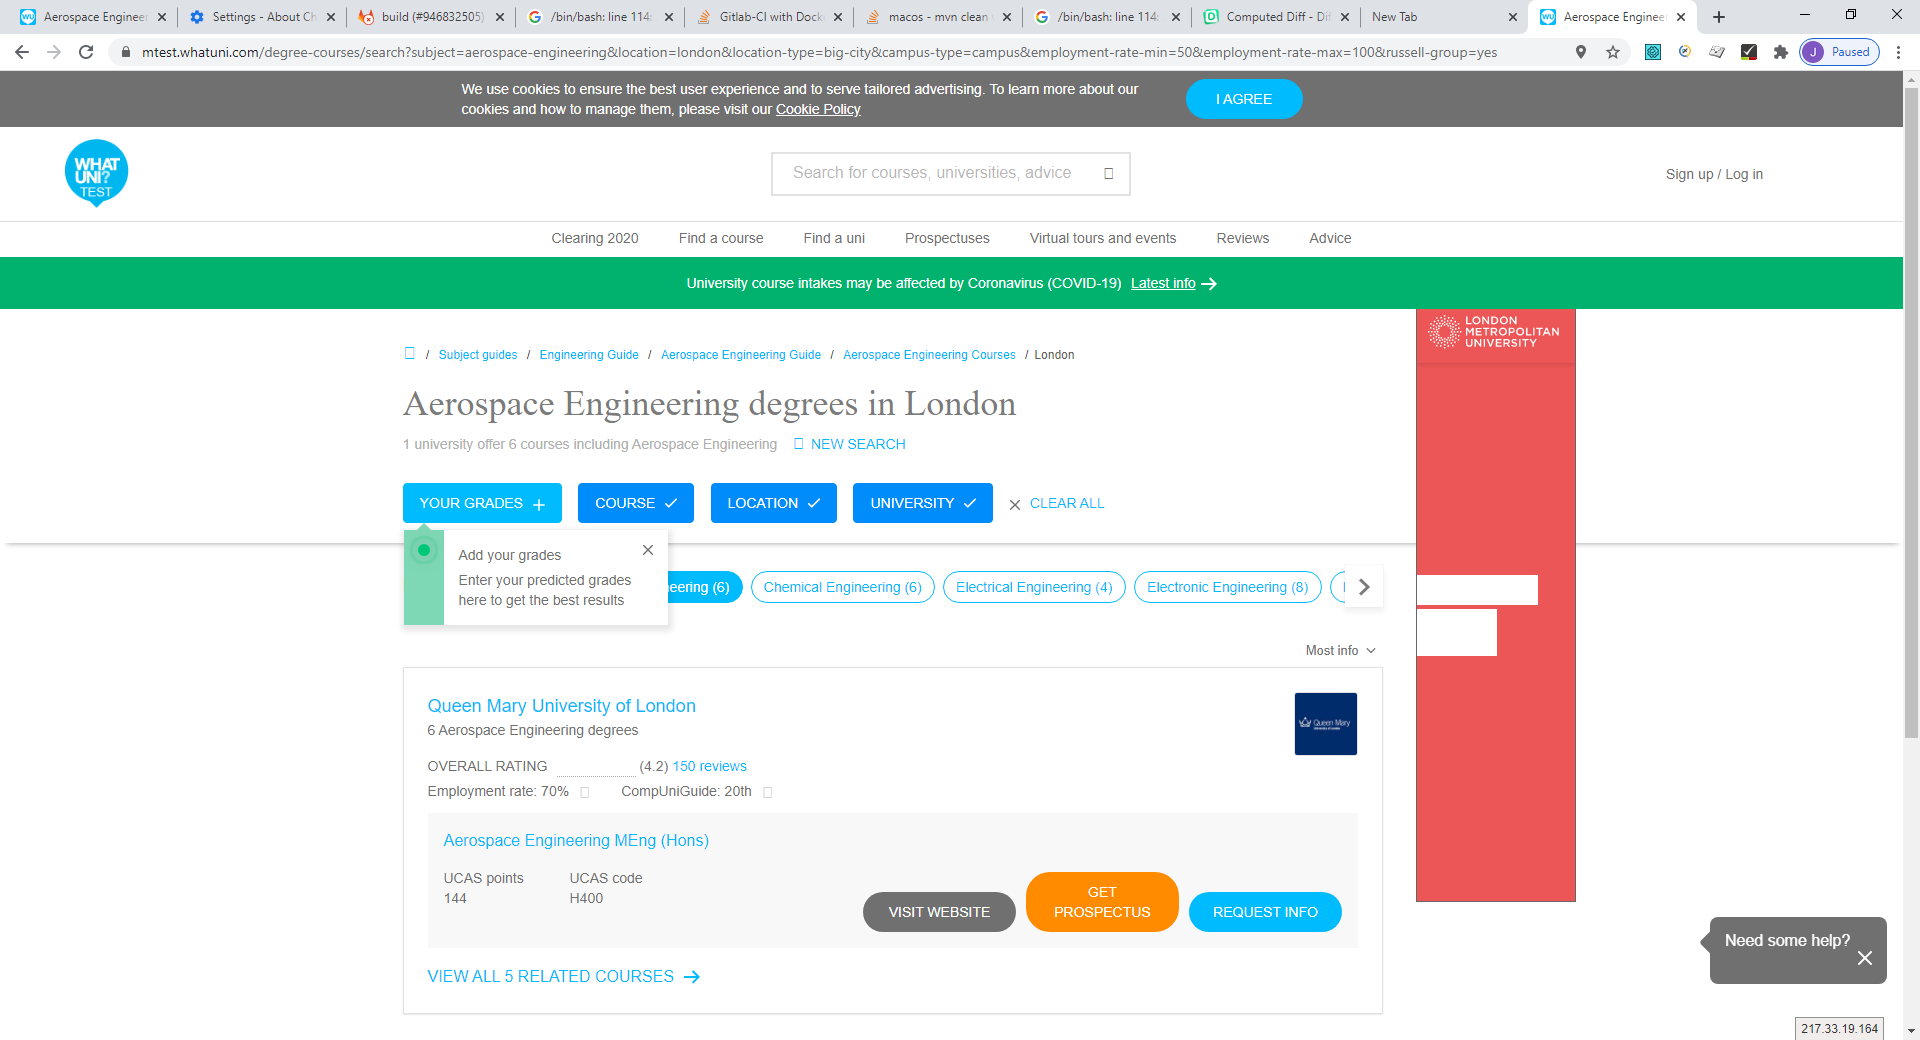 Aerospace Engineer
Settings - About Ch
build (#946832505)
/bin/bash: line 114:
Gitlab-CI with Dock
macos - mvn clean
/bin/bash: line 114:
Computed Diff - Dif
New Tab
Aerospace Enginee
mtest.whatuni.com/degree-courses/search?subject=aerospace-engineering&location=london&location-type=big-city&campus-type=campus&employment-rate-min=50&employment-rate-max=100&russell-group=yes
J Paused
We use cookies to ensure the best user experience and to serve tailored advertising. To learn more about our
cookies and how to manage them, please visit our Cookie Policy
I AGREE
WHAT
UNI?
TEST
Search for courses, universities, advice
Sign up / Log in
Clearing 2020
Find a course
Find a uni
Prospectuses
Virtual tours and events
Reviews
Advice
University course intakes may be affected by Coronavirus (COVID-19) Latest info
LONDON
METROPOLITAN
UNIVERSITY
/ Subject guides / Engineering Guide / Aerospace Engineering Guide / Aerospace Engineering Courses / London
Aerospace Engineering degrees in London
1 university offer 6 courses including Aerospace Engineering
NEW SEARCH
YOUR GRADES
COURSE
LOCATION
UNIVERSITY
CLEAR ALL
Add your grades
Enter your predicted grades
here to get the best results
eering (6)
Chemical Engineering (6)
Electrical Engineering (4)
Electronic Engineering (8)
Most info
Queen Mary University of London
6 Aerospace Engineering degrees
Queen Mary
University of London
OVERALL RATING (4.2) 150 reviews
Employment rate: 70%
CompUniGuide: 20th
Aerospace Engineering MEng (Hons)
UCAS points
144
UCAS code
H400
VISIT WEBSITE
GET
PROSPECTUS
REQUEST INFO
VIEW ALL 5 RELATED COURSES
Need some help?
217.33.19.164